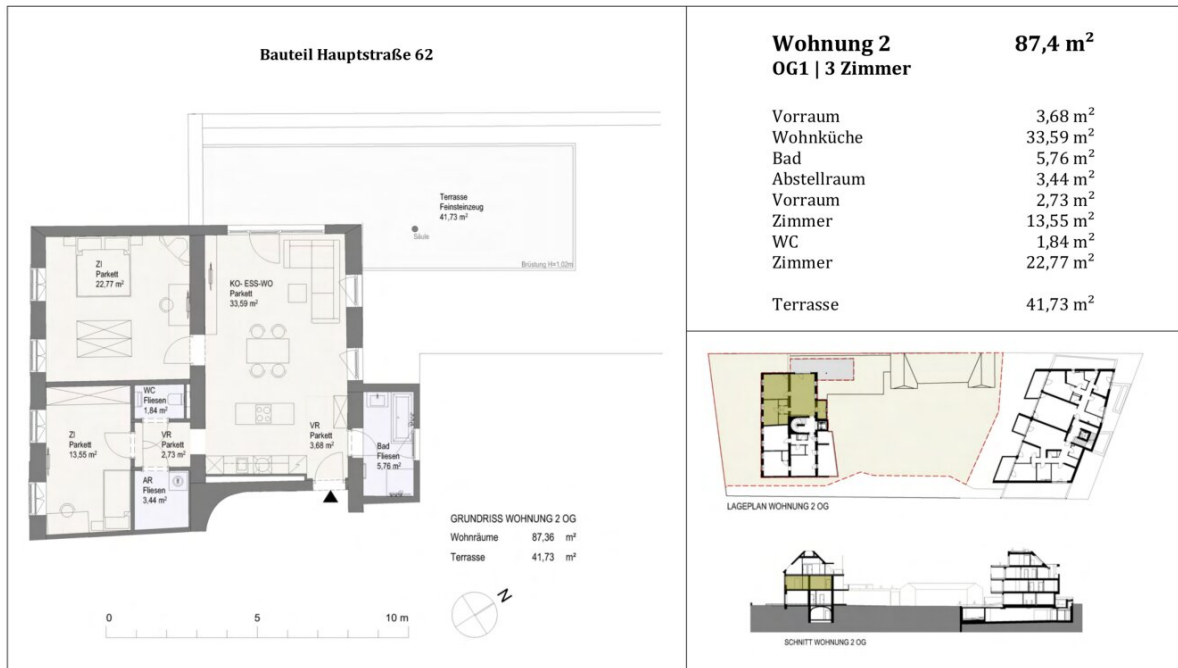 Bauteil Hauptstraße 62
Terrasse
Feinsteinzeug
41,73 m²
Säule
Brüstung H=1,02m
ZI
Parkett
22,77 m²
KO- ESS-WO
Parkett
33,59 m²
WC
Fliesen
1,84 m²
ZI
Parkett
13,55 m²
VR
Parkett
2,73 m²
VR
Parkett
3,68 m²
Bad
Fliesen
5,76 m²
AR
Fliesen
3,44 m²
GRUNDRISS WOHNUNG 2 OG
Wohnräume 87,36 m²
Terrasse 41,73 m²
N
0 5 10 m
Wohnung 2 87,4 m²
OG1 | 3 Zimmer
Vorraum 3,68 m²
Wohnküche 33,59 m²
Bad 5,76 m²
Abstellraum 3,44 m²
Vorraum 2,73 m²
Zimmer 13,55 m²
WC 1,84 m²
Zimmer 22,77 m²
Terrasse 41,73 m²
LAGEPLAN WOHNUNG 2 OG
SCHNITT WOHNUNG 2 OG